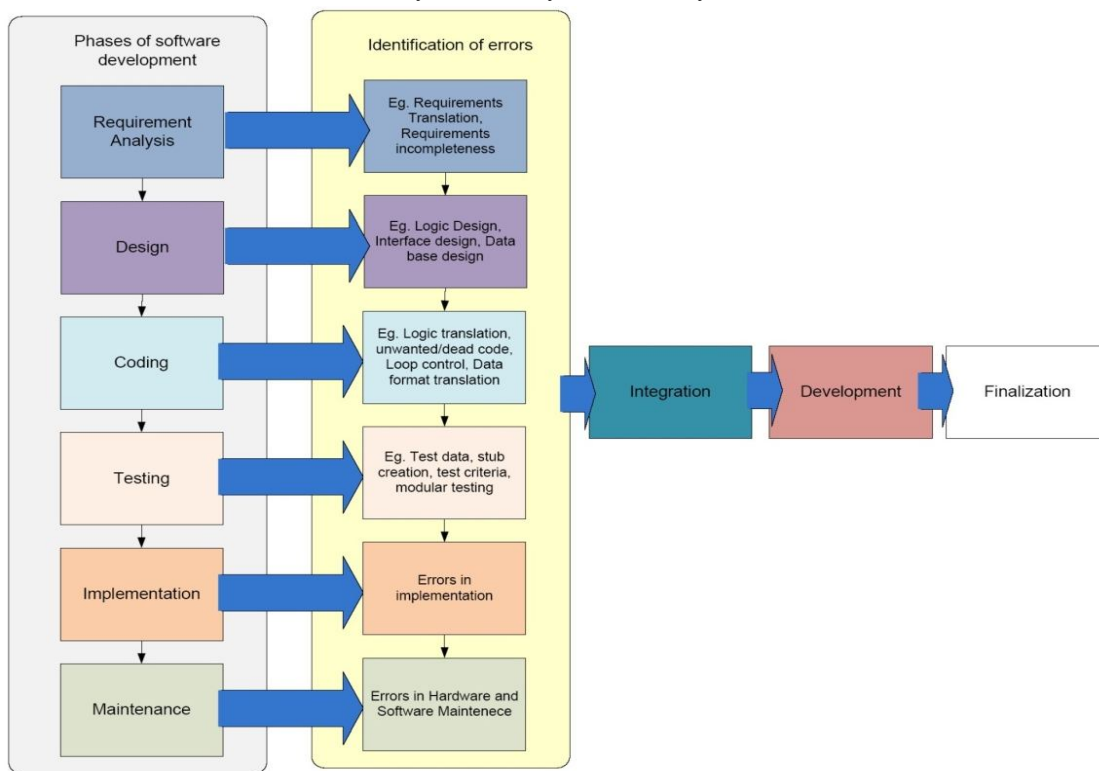 Phases of software
development
Identification of errors
Requirement
Analysis
Eg. Requirements
Translation,
Requirements
incompleteness
Design
Eg. Logic Design,
Interface design, Data
base design
Coding
Eg. Logic translation,
unwanted/dead code,
Loop control, Data
format translation
Integration
Development
Finalization
Testing
Eg. Test data, stub
creation, test criteria,
modular testing
Implementation
Errors in
implementation
Maintenance
Errors in Hardware and
Software Maintenece